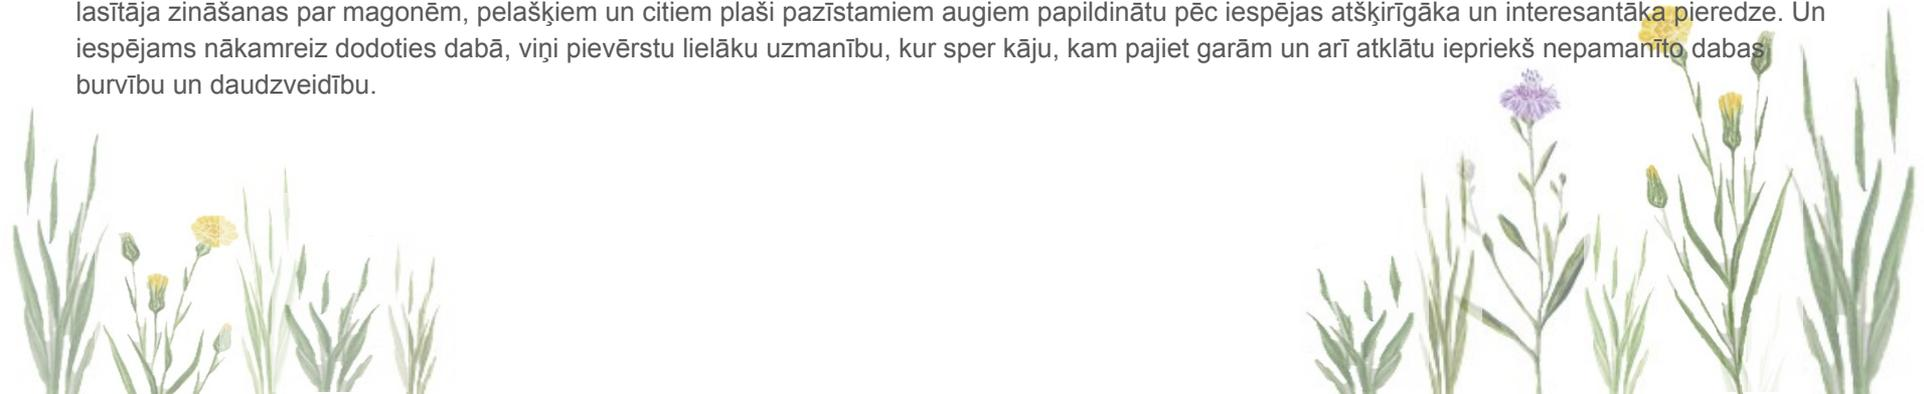 lasītāja zināšanas par magonēm, pelašķiem un citiem plaši pazīstamiem augiem papildinātu pēc iespējas atšķirīgāka un interesantāka pieredze. Un
iespējams nākamreiz dodoties dabā, viņi pievērstu lielāku uzmanību, kur sper kāju, kam pajiet garām un arī atklātu iepriekš nepamanīto dabas
burvību un daudzveidību.